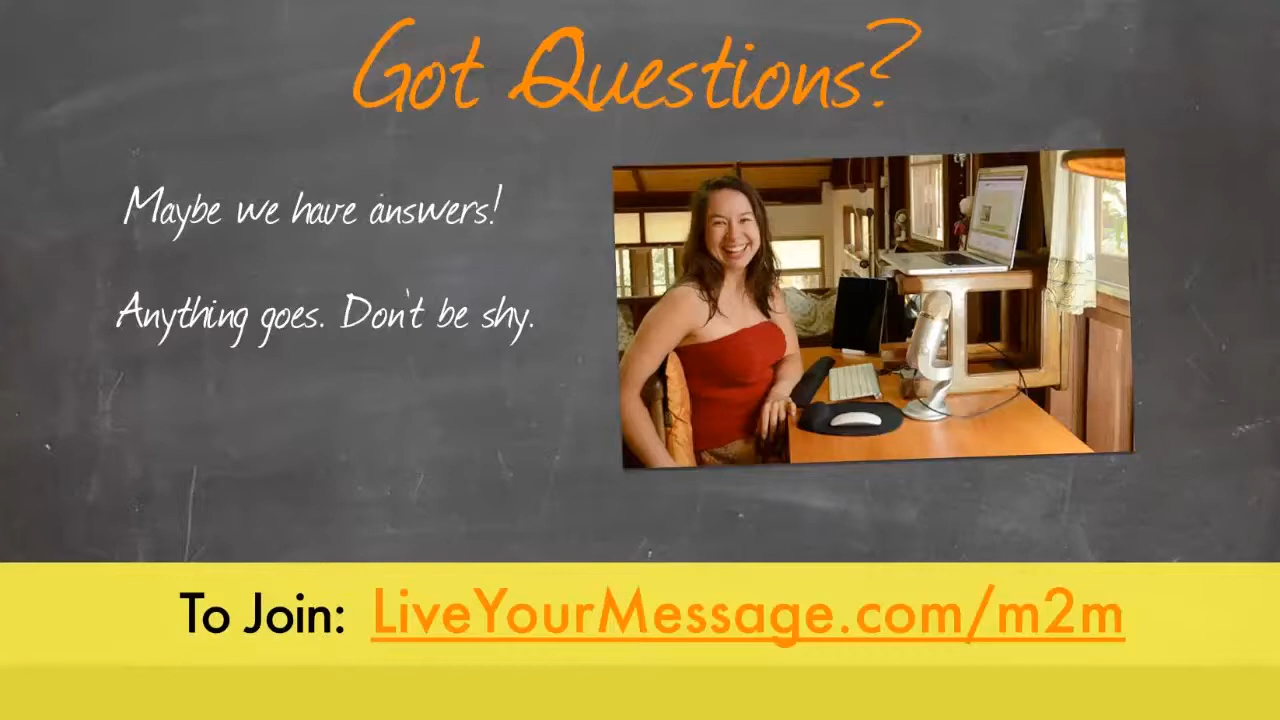 Got Questions?
Maybe we have answers!
Anything goes. Don't be shy.
To Join: LiveYourMessage.com/m2m